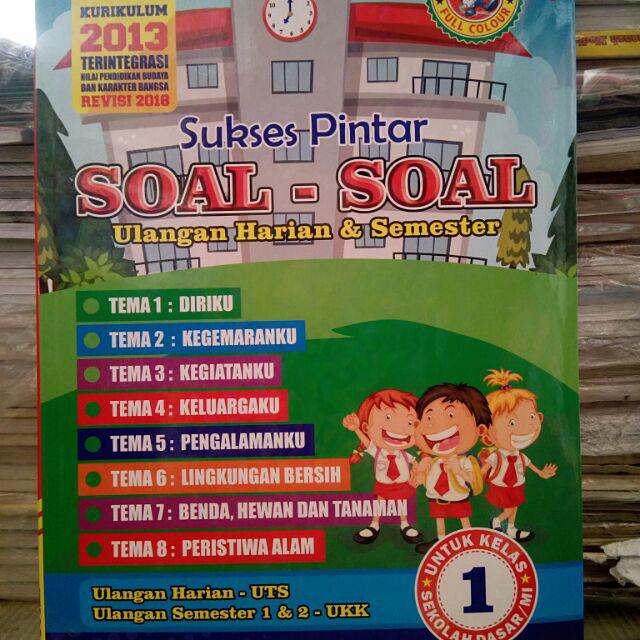 KURIKULUM
2013
TERINTEGRASI
NILAI PENDIDIKAN BUDAYA
DAN KARAKTER BANGSA
REVISI 2018
FULL COLOUR
Sukses Pintar
SOAL - SOAL
Ulangan Harian & Semester
TEMA 1 : DIRIKU
TEMA 2 : KEGEMARANKU
TEMA 3 : KEGIATANKU
TEMA 4 : KELUARGAKU
TEMA 5 : PENGALAMANKU
TEMA 6 : LINGKUNGAN BERSIH
TEMA 7 : BENDA, HEWAN DAN TANAMAN
TEMA 8 : PERISTIWA ALAM
Ulangan Harian - UTS
Ulangan Semester 1 & 2 - UKK
UNTUK KELAS
1
SEKOLAH DASAR/MI